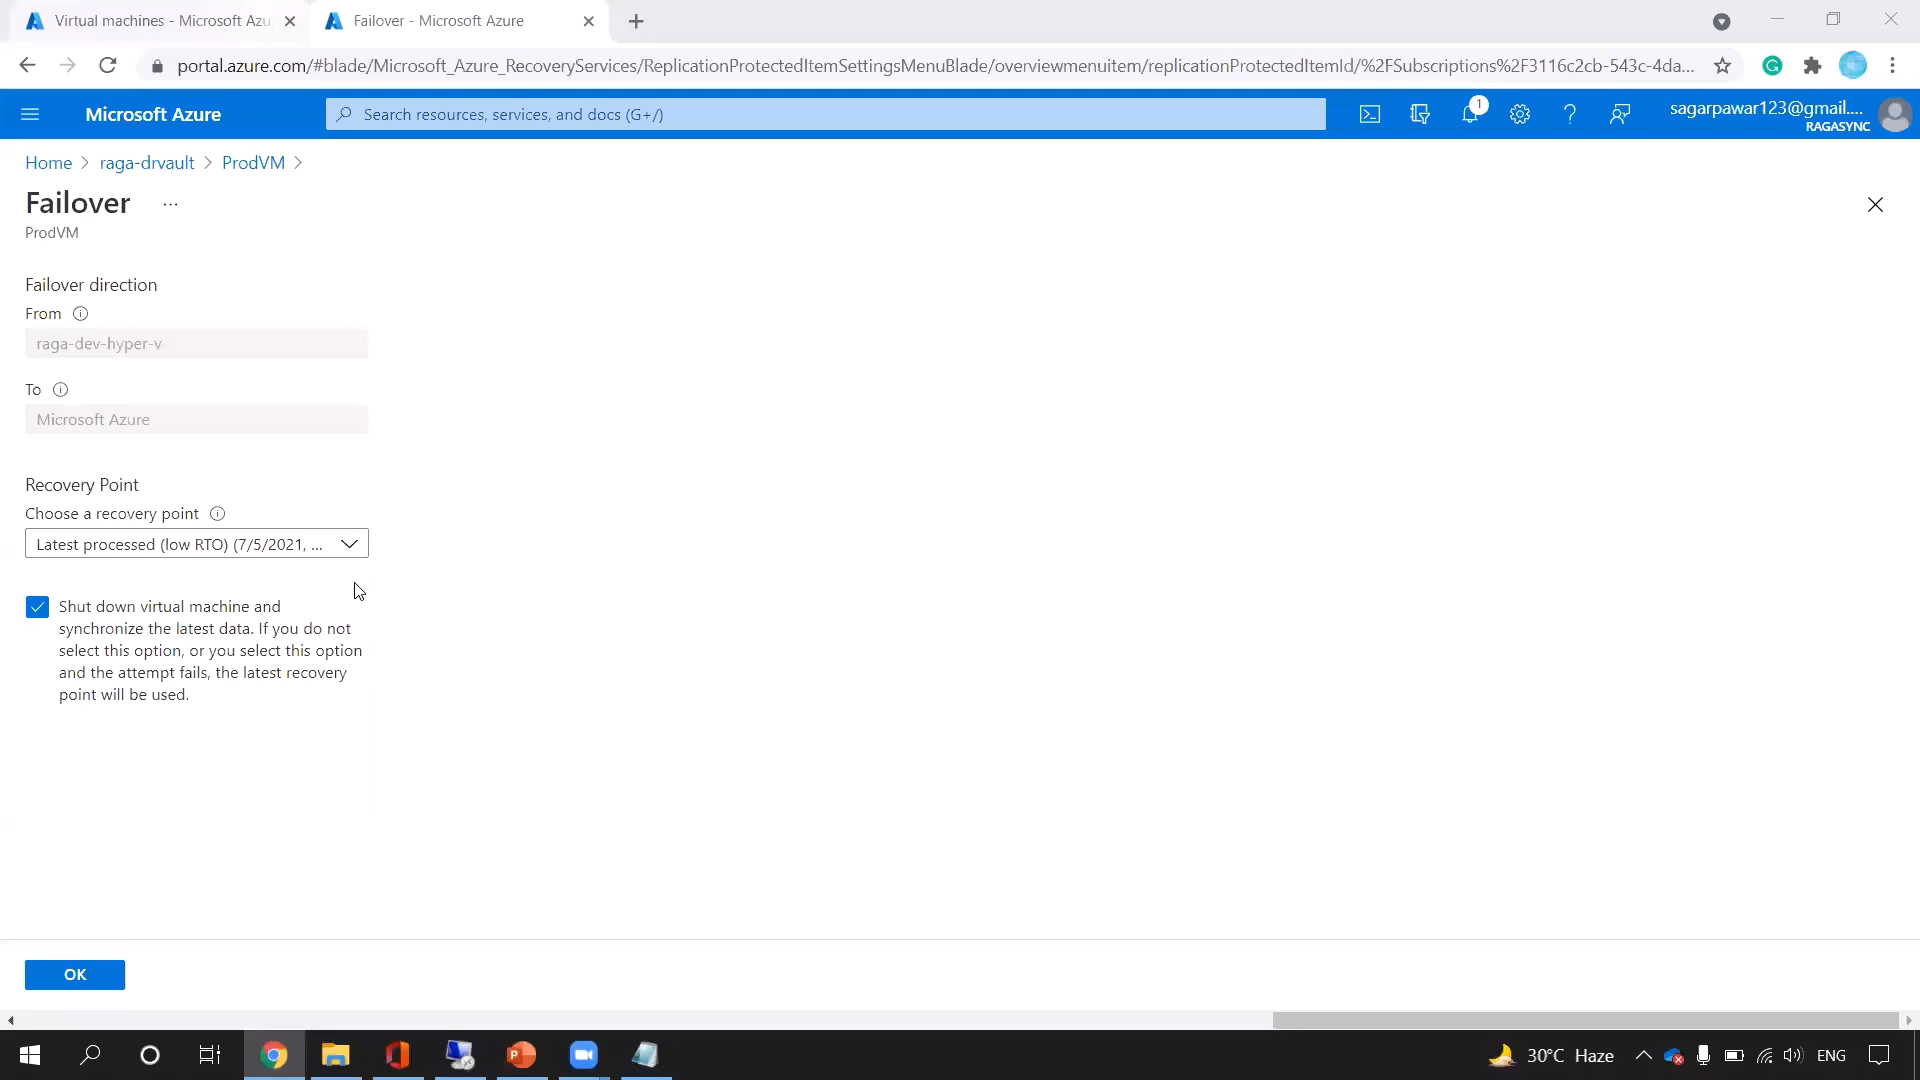 Virtual machines - Microsoft Azu
Failover - Microsoft Azure
portal.azure.com/#blade/Microsoft_Azure_RecoveryServices/ReplicationProtectedItemSettingsMenuBlade/overviewmenuitem/replicationProtectedItemId/%2FSubscriptions%2F3116c2cb-543c-4da...
Microsoft Azure
Search resources, services, and docs (G+/)
1
sagarpawar123@gmail....
RAGASYNC
Home > raga-drvault > ProdVM >
Failover ...
ProdVM
Failover direction
From
raga-dev-hyper-v
To
Microsoft Azure
Recovery Point
Choose a recovery point
Latest processed (low RTO) (7/5/2021, ...
Shut down virtual machine and
synchronize the latest data. If you do not
select this option, or you select this option
and the attempt fails, the latest recovery
point will be used.
OK
30°C Haze
ENG